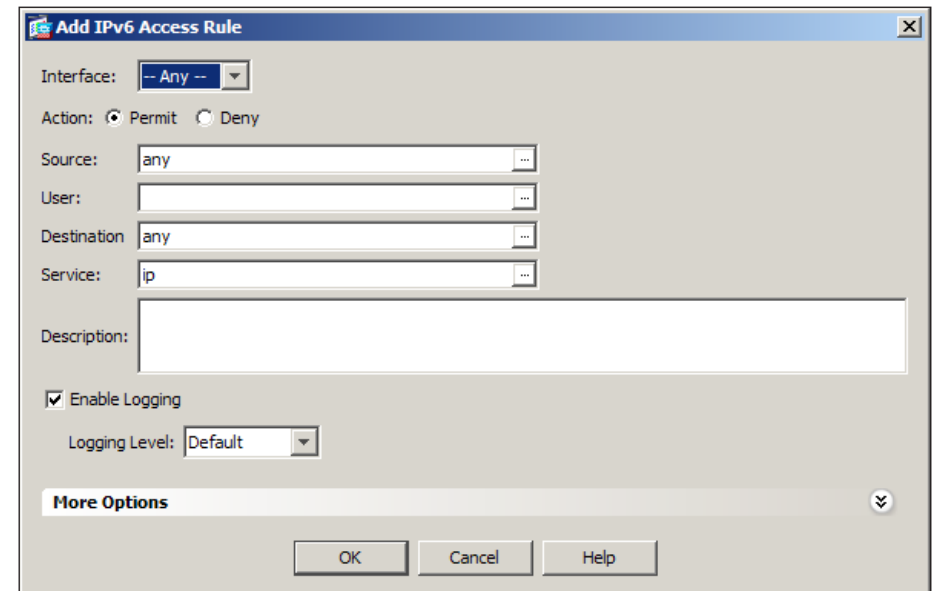 Add IPv6 Access Rule
Interface: -- Any --
Action: Permit Deny
Source: any ...
User: ...
Destination any ...
Service: ip ...
Description:
Enable Logging
Logging Level: Default
More Options
OK Cancel Help